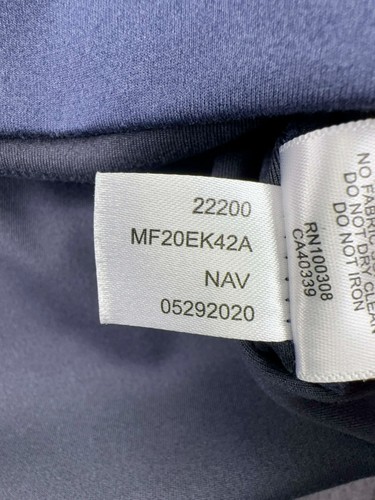 22200
MF20EK42A
NAV
05292020
RN100308
CA40339
NO FABRIC
DO NOT DRY CLEAN
DO NOT IRON